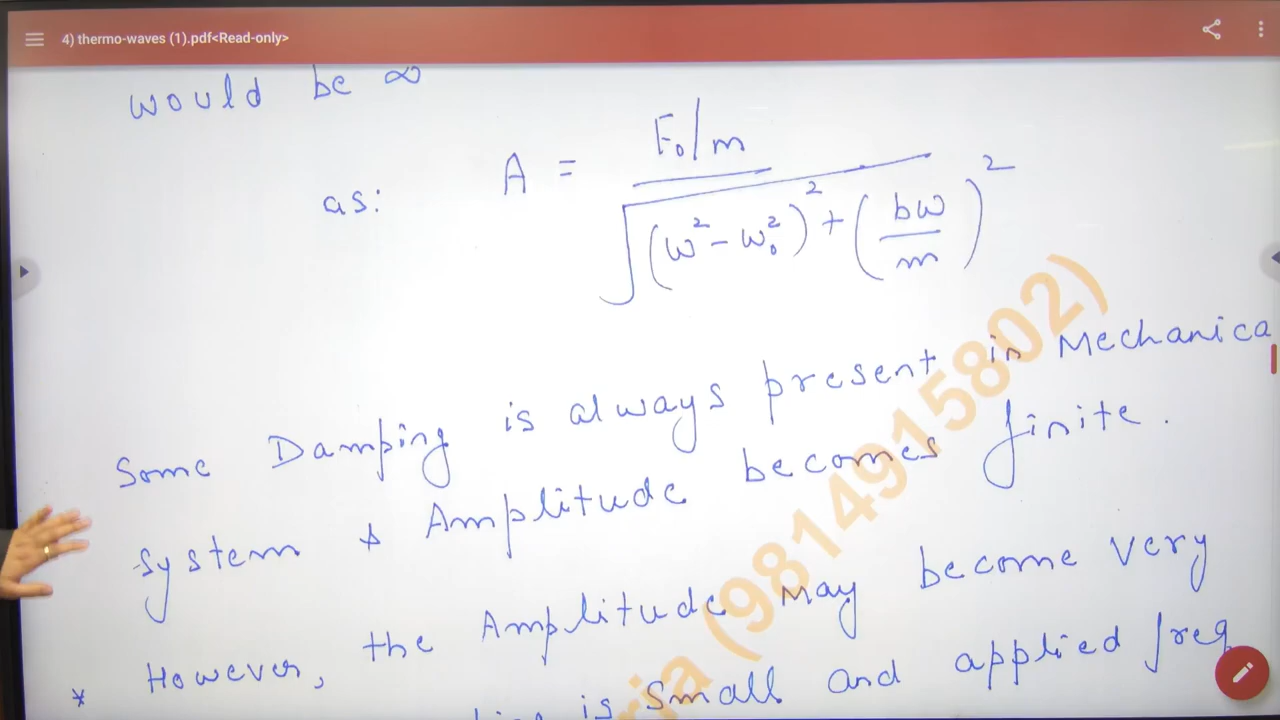 4) thermo-waves (1).pdf<Read-only>
would be ∞
as: A = F₀/m / √((ω² - ω₀²)² + (bω/m)²)
Some Damping is always present in Mechanica
system & Amplitude becomes finite.
* However, the Amplitude may become very
is small and applied freq
(9814915802)